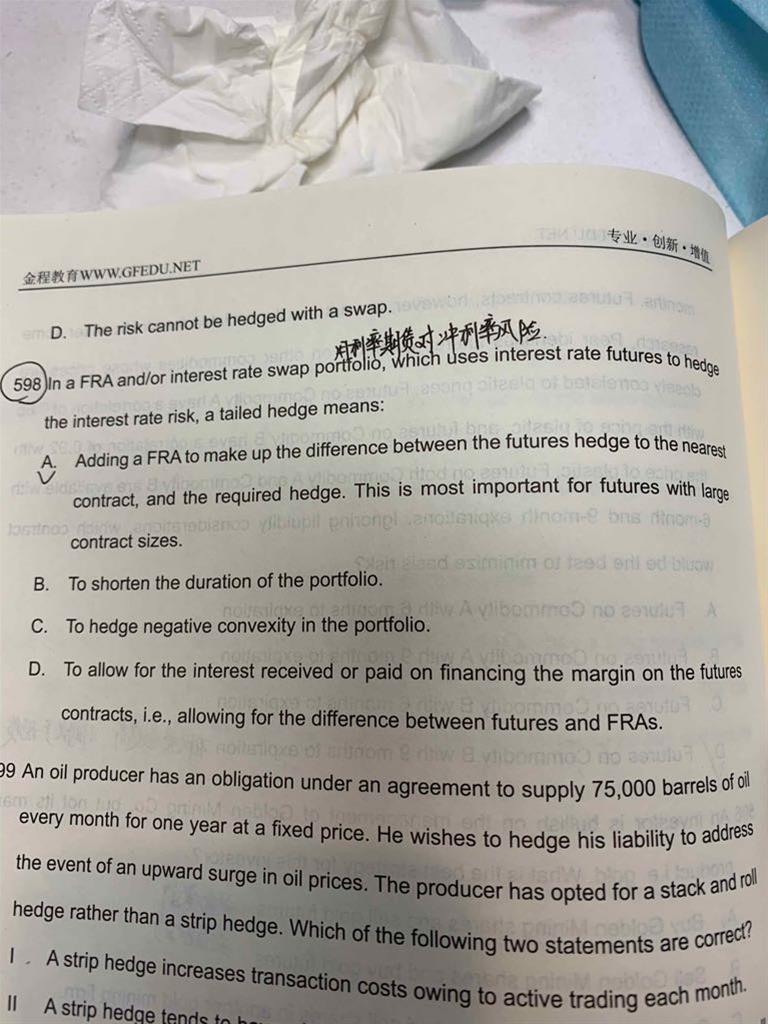 金程教育WWW.GFEDU.NET
专业·创新·增值
D. The risk cannot be hedged with a swap.
用利率期货对冲利率风险.
598 In a FRA and/or interest rate swap portfolio, which uses interest rate futures to hedge
the interest rate risk, a tailed hedge means:
A. Adding a FRA to make up the difference between the futures hedge to the nearest
contract, and the required hedge. This is most important for futures with large
contract sizes.
B. To shorten the duration of the portfolio.
C. To hedge negative convexity in the portfolio.
D. To allow for the interest received or paid on financing the margin on the futures
contracts, i.e., allowing for the difference between futures and FRAs.
99 An oil producer has an obligation under an agreement to supply 75,000 barrels of oil
every month for one year at a fixed price. He wishes to hedge his liability to address
the event of an upward surge in oil prices. The producer has opted for a stack and roll
hedge rather than a strip hedge. Which of the following two statements are correct?
I. A strip hedge increases transaction costs owing to active trading each month.
II A strip hedge tends to